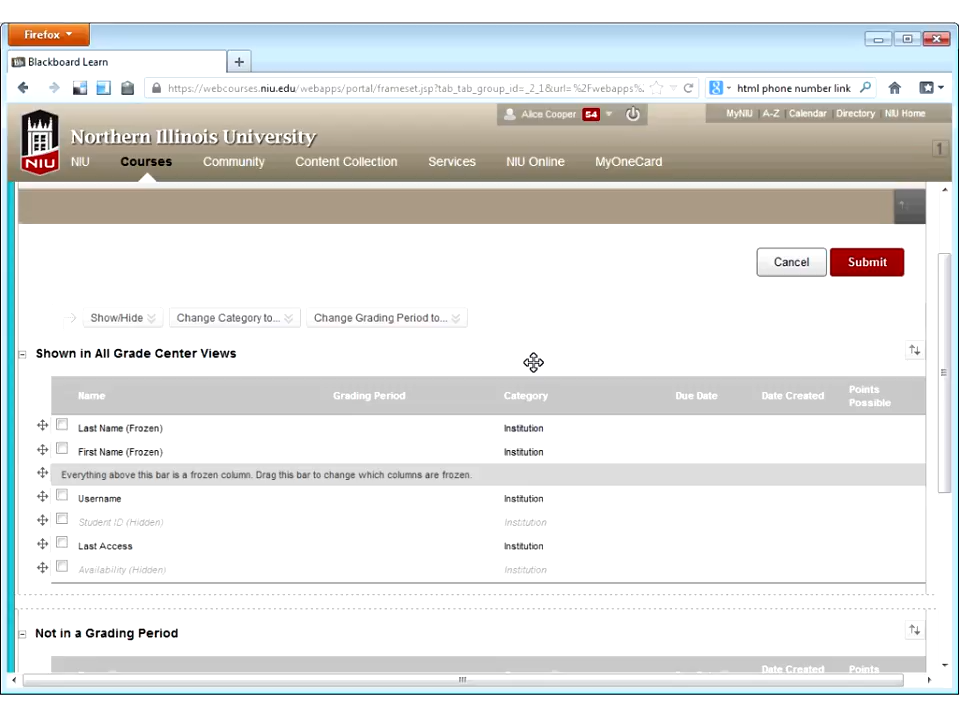 Firefox
Blackboard Learn
https://webcourses.niu.edu/webapps/portal/frameset.jsp?tab_tab_group_id=_2_1&url=%2Fwebapps%
html phone number link
Alice Cooper 54
MyNIU | A-Z | Calendar | Directory | NIU Home
Northern Illinois University
NIU
NIU Courses Community Content Collection Services NIU Online MyOneCard
1
Cancel Submit
Show/Hide Change Category to... Change Grading Period to...
Shown in All Grade Center Views
Name Grading Period Category Due Date Date Created Points Possible
Last Name (Frozen) Institution
First Name (Frozen) Institution
Everything above this bar is a frozen column. Drag this bar to change which columns are frozen.
Username Institution
Student ID (Hidden) Institution
Last Access Institution
Availability (Hidden) Institution
Not in a Grading Period
Date Created Points